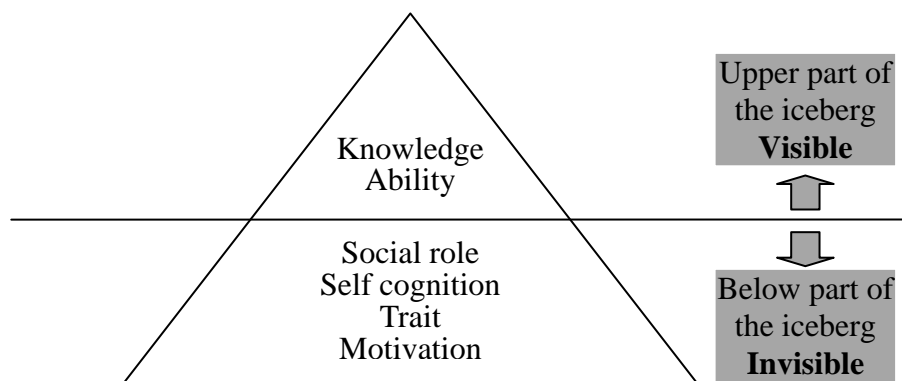 Knowledge
Ability
Social role
Self cognition
Trait
Motivation
Upper part of
the iceberg
Visible
Below part of
the iceberg
Invisible